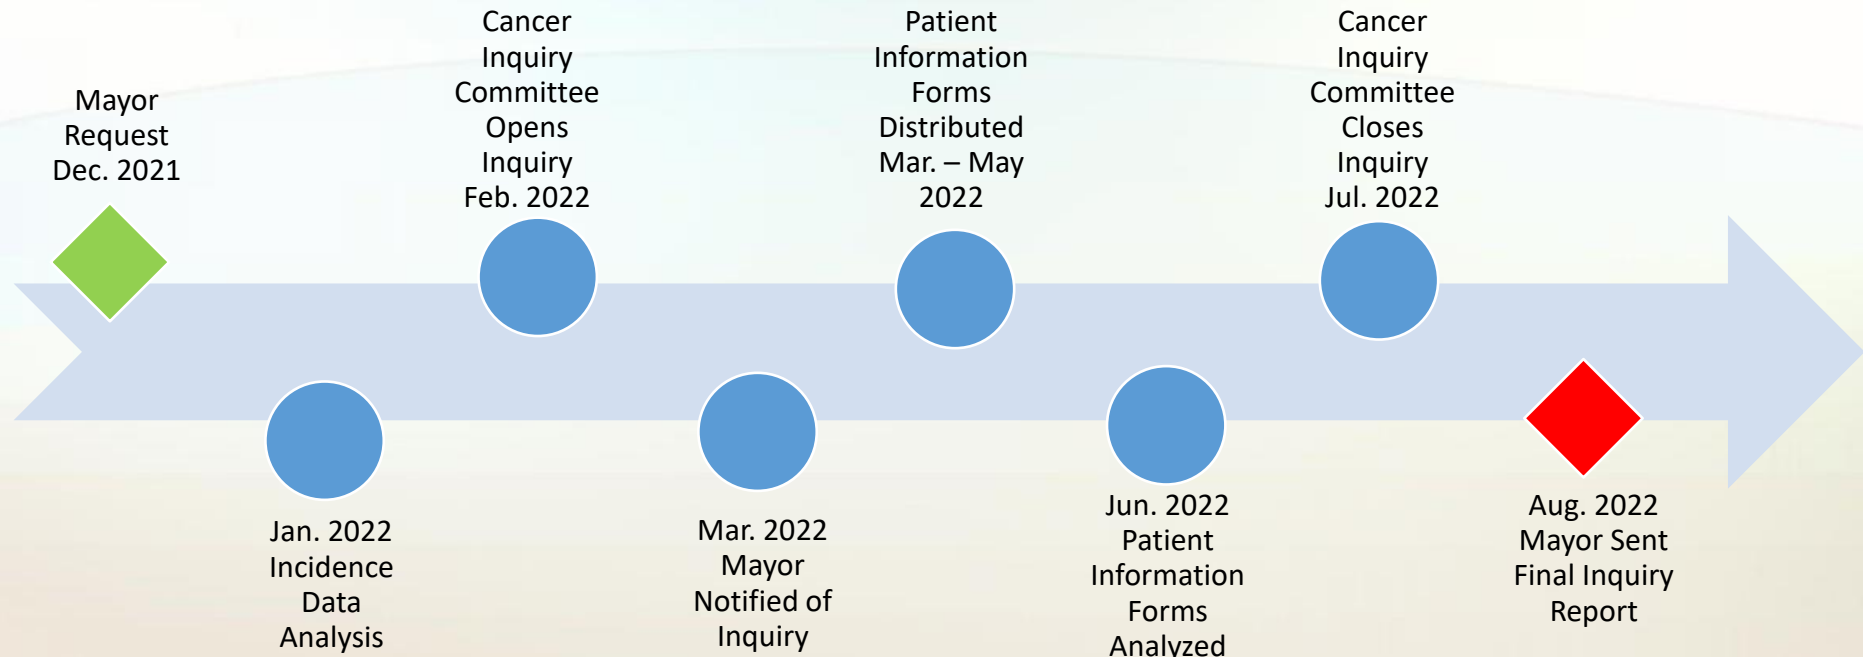 Mayor
Request
Dec. 2021
Jan. 2022
Incidence
Data
Analysis
Cancer
Inquiry
Committee
Opens
Inquiry
Feb. 2022
Mar. 2022
Mayor
Notified of
Inquiry
Patient
Information
Forms
Distributed
Mar. – May
2022
Jun. 2022
Patient
Information
Forms
Analyzed
Cancer
Inquiry
Committee
Closes
Inquiry
Jul. 2022
Aug. 2022
Mayor Sent
Final Inquiry
Report